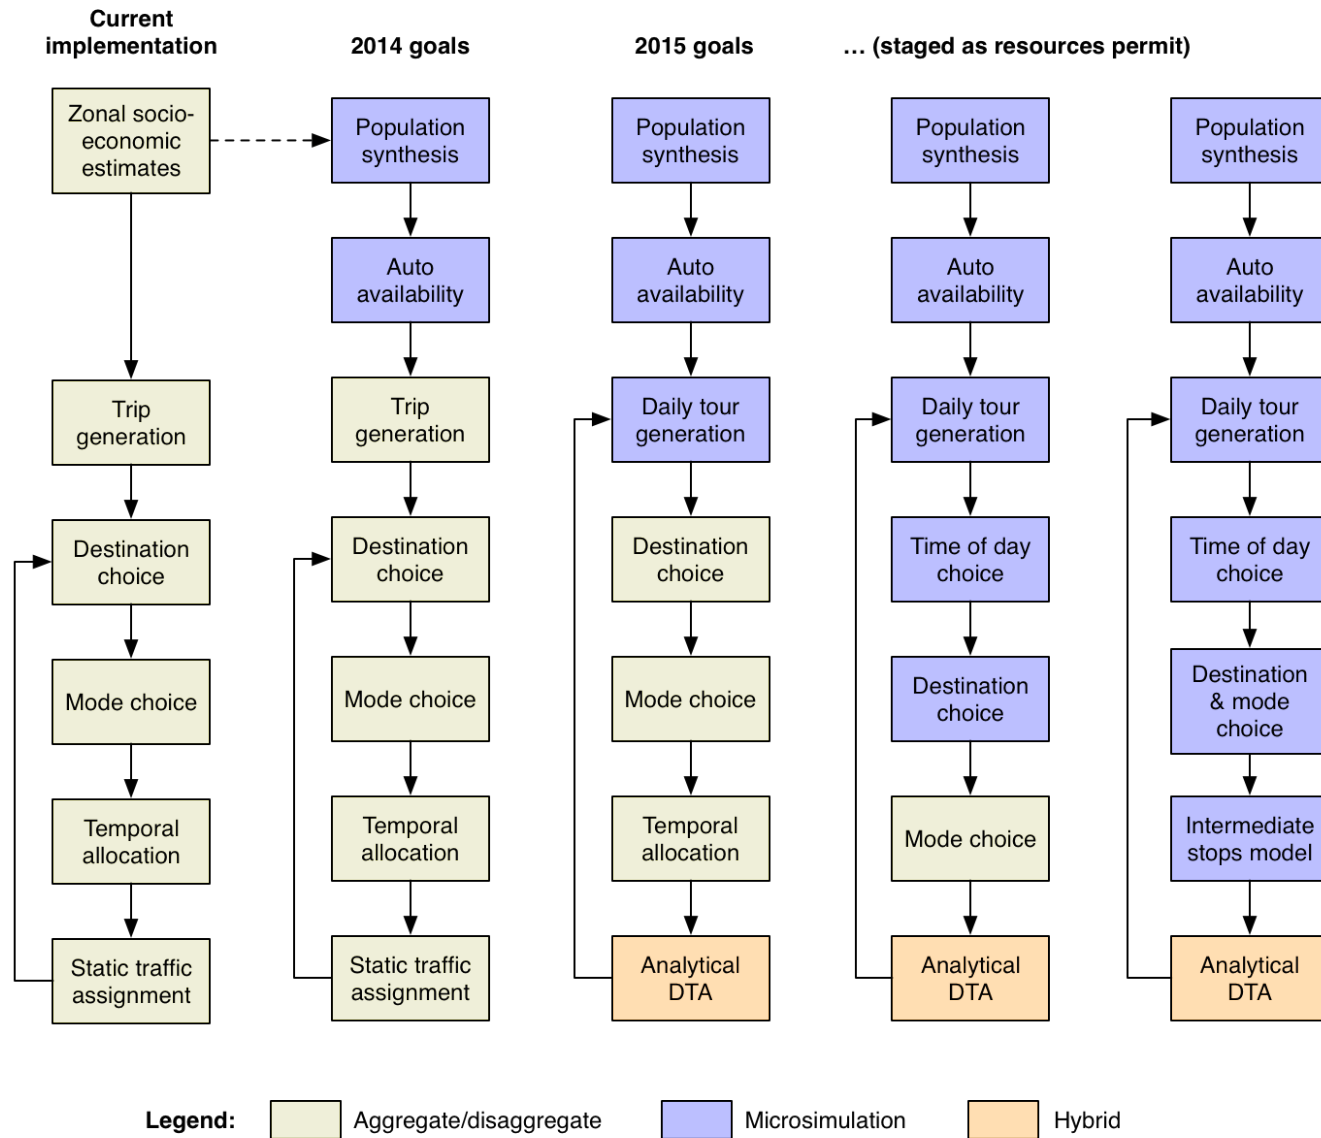 Current
implementation
2014 goals
2015 goals
... (staged as resources permit)
Zonal socio-
economic
estimates
Trip
generation
Destination
choice
Mode choice
Temporal
allocation
Static traffic
assignment
Population
synthesis
Auto
availability
Trip
generation
Destination
choice
Mode choice
Temporal
allocation
Static traffic
assignment
Population
synthesis
Auto
availability
Daily tour
generation
Destination
choice
Mode choice
Temporal
allocation
Analytical
DTA
Population
synthesis
Auto
availability
Daily tour
generation
Time of day
choice
Destination
choice
Mode choice
Analytical
DTA
Population
synthesis
Auto
availability
Daily tour
generation
Time of day
choice
Destination
& mode
choice
Intermediate
stops model
Analytical
DTA
Legend: Aggregate/disaggregate Microsimulation Hybrid